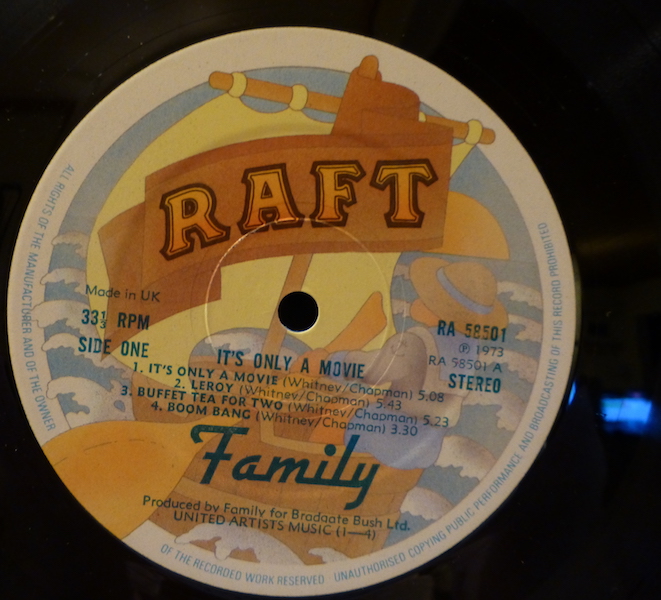 RAFT
Made in UK
33⅓ RPM
SIDE ONE
RA 58501
℗ 1973
RA 58501 A
STEREO
IT'S ONLY A MOVIE
1. IT'S ONLY A MOVIE (Whitney/Chapman) 5.08
2. LEROY (Whitney/Chapman) 5.43
3. BUFFET TEA FOR TWO (Whitney/Chapman) 5.23
4. BOOM BANG (Whitney/Chapman) 3.30
Family
Produced by Family for Bradgate Bush Ltd.
UNITED ARTISTS MUSIC (1—4)
ALL RIGHTS OF THE MANUFACTURER AND OF THE OWNER OF THE RECORDED WORK RESERVED UNAUTHORISED COPYING PUBLIC PERFORMANCE AND BROADCASTING OF THIS RECORD PROHIBITED